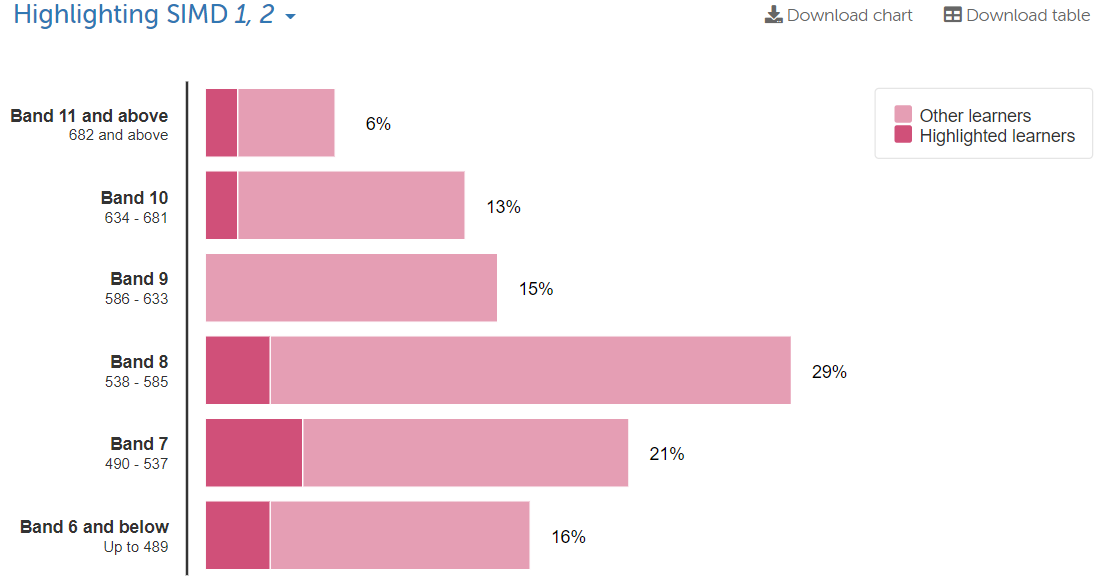 Highlighting SIMD 1, 2
Download chart
Download table
Other learners
Highlighted learners
Band 11 and above
682 and above
6%
Band 10
634 - 681
13%
Band 9
586 - 633
15%
Band 8
538 - 585
29%
Band 7
490 - 537
21%
Band 6 and below
Up to 489
16%